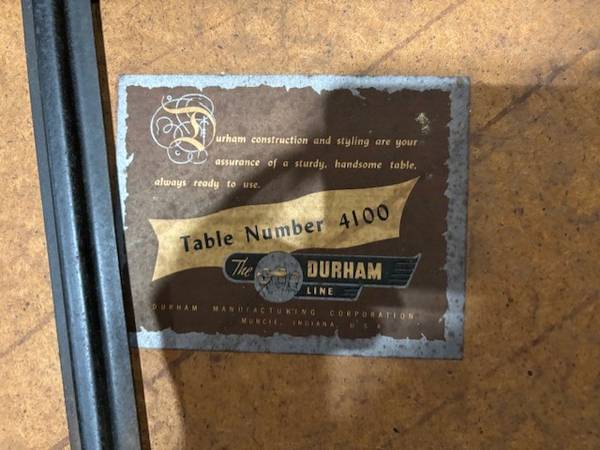 Durham construction and styling are your
assurance of a sturdy, handsome table,
always ready to use.
Table Number 4100
The DURHAM
LINE
DURHAM MANUFACTURING CORPORATION
MUNCIE, INDIANA, U.S.A.